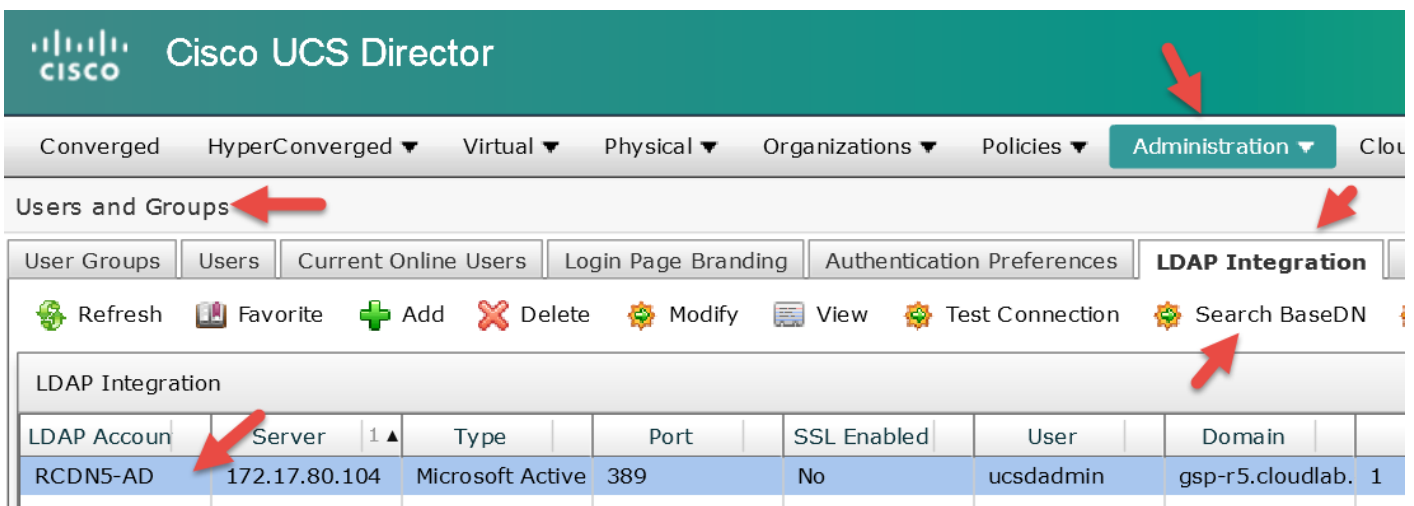 CISCO Cisco UCS Director
Converged HyperConverged Virtual Physical Organizations Policies Administration Clou
Users and Groups
User Groups Users Current Online Users Login Page Branding Authentication Preferences LDAP Integration
Refresh Favorite Add Delete Modify View Test Connection Search BaseDN
LDAP Integration
LDAP Accoun Server 1 Type Port SSL Enabled User Domain
RCDN5-AD 172.17.80.104 Microsoft Active 389 No ucsdadmin gsp-r5.cloudlab. 1